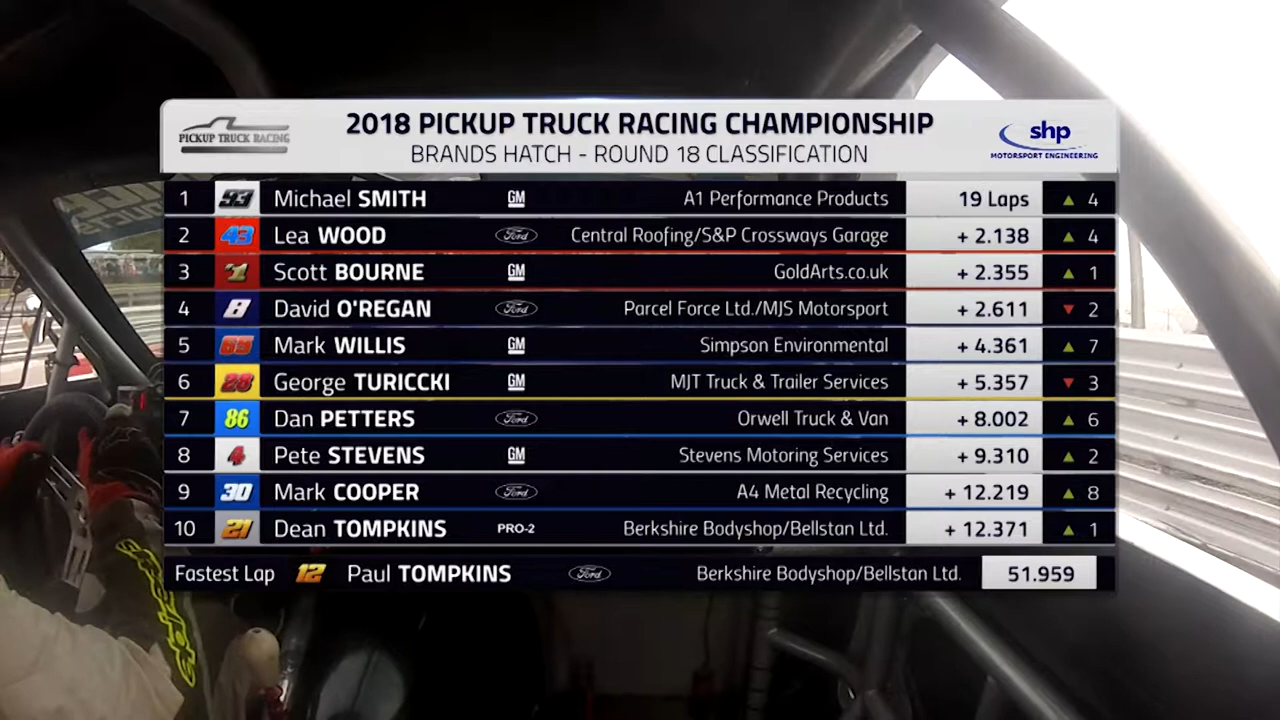 2018 PICKUP TRUCK RACING CHAMPIONSHIP
BRANDS HATCH - ROUND 18 CLASSIFICATION
PICKUP TRUCK RACING
shp
MOTORSPORT ENGINEERING
1 93 Michael SMITH GM A1 Performance Products 19 Laps ▲ 4
2 43 Lea WOOD Ford Central Roofing/S&P Crossways Garage + 2.138 ▲ 4
3 1 Scott BOURNE GM GoldArts.co.uk + 2.355 ▲ 1
4 8 David O'REGAN Ford Parcel Force Ltd./MJS Motorsport + 2.611 ▼ 2
5 69 Mark WILLIS GM Simpson Environmental + 4.361 ▲ 7
6 28 George TURICCKI GM MJT Truck & Trailer Services + 5.357 ▼ 3
7 86 Dan PETTERS Ford Orwell Truck & Van + 8.002 ▲ 6
8 4 Pete STEVENS GM Stevens Motoring Services + 9.310 ▲ 2
9 30 Mark COOPER Ford A4 Metal Recycling + 12.219 ▲ 8
10 21 Dean TOMPKINS PRO-2 Berkshire Bodyshop/Bellstan Ltd. + 12.371 ▲ 1
Fastest Lap 12 Paul TOMPKINS Ford Berkshire Bodyshop/Bellstan Ltd. 51.959